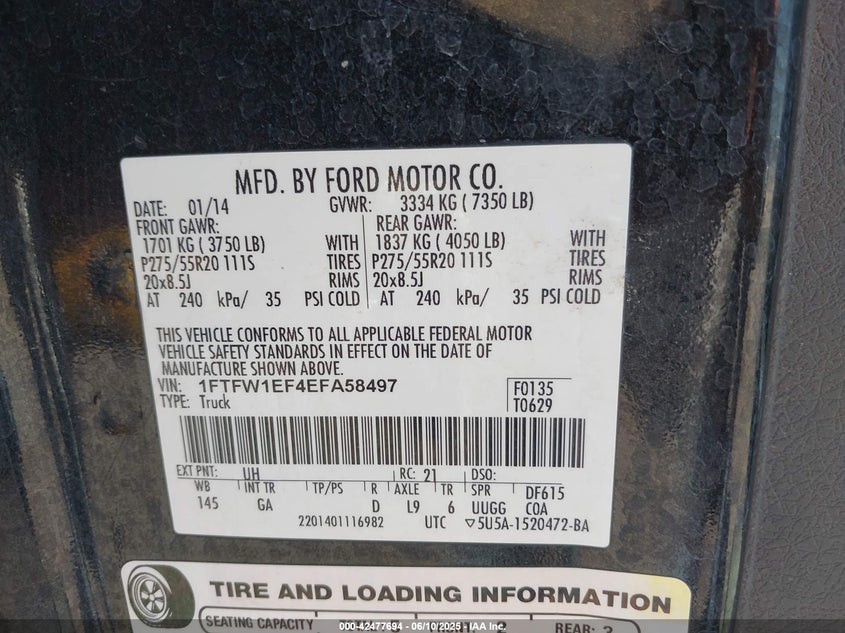 MFD. BY FORD MOTOR CO.
DATE: 01/14 GVWR: 3334 KG ( 7350 LB)
FRONT GAWR: REAR GAWR:
1701 KG ( 3750 LB) WITH 1837 KG ( 4050 LB) WITH
P275/55R20 111S TIRES P275/55R20 111S TIRES
20x8.5J RIMS 20x8.5J RIMS
AT 240 kPa/ 35 PSI COLD AT 240 kPa/ 35 PSI COLD
THIS VEHICLE CONFORMS TO ALL APPLICABLE FEDERAL MOTOR
VEHICLE SAFETY STANDARDS IN EFFECT ON THE DATE OF
MANUFACTURE SHOWN ABOVE.
VIN: 1FTFW1EF4EFA58497 F0135
TYPE: Truck T0629
EXT PNT: UH RC: 21 DSO:
WB INT TR TP/PS R AXLE TR SPR DF615
145 GA D L9 6 UUGG COA
2201401116982 UTC ▽5U5A-1520472-BA
TIRE AND LOADING INFORMATION
SEATING CAPACITY REAR:
000-42477694 - 06/10/2025 - IAA Inc.